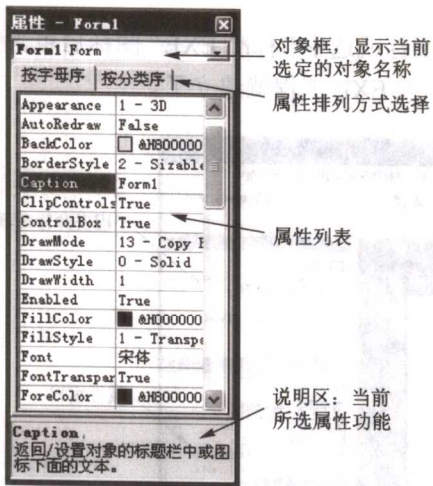 属性 - Form1
Form1 Form
对象框，显示当前
选定的对象名称
按字母序 按分类序
属性排列方式选择
Appearance 1 - 3D
AutoRedraw False
BackColor &H800000
BorderStyle 2 - Sizable
Caption Form1
ClipControls True
ControlBox True
属性列表
DrawMode 13 - Copy
DrawStyle 0 - Solid
DrawWidth 1
Enabled True
FillColor &H000000
FillStyle 1 - Transpa
Font 宋体
FontTranspar True
ForeColor &H800000
说明区：当前
所选属性功能
Caption
返回/设置对象的标题栏中或图
标下面的文本。